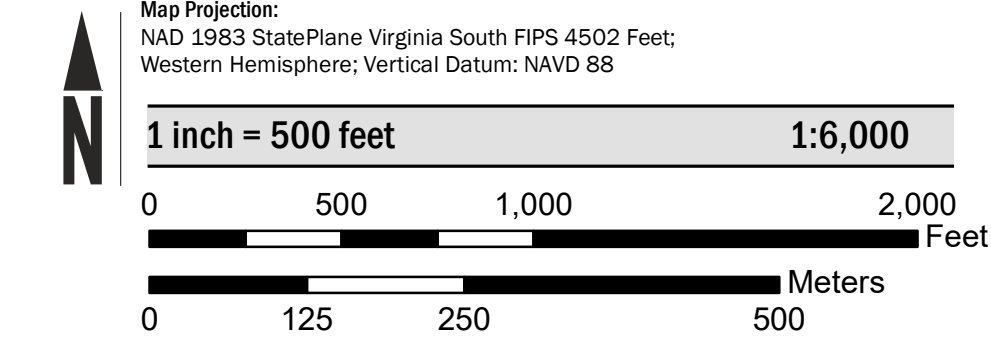 Map Projection:
NAD 1983 StatePlane Virginia South FIPS 4502 Feet;
Western Hemisphere; Vertical Datum: NAVD 88
N
1 inch = 500 feet 1:6,000
0 500 1,000 2,000
Feet
Meters
0 125 250 500